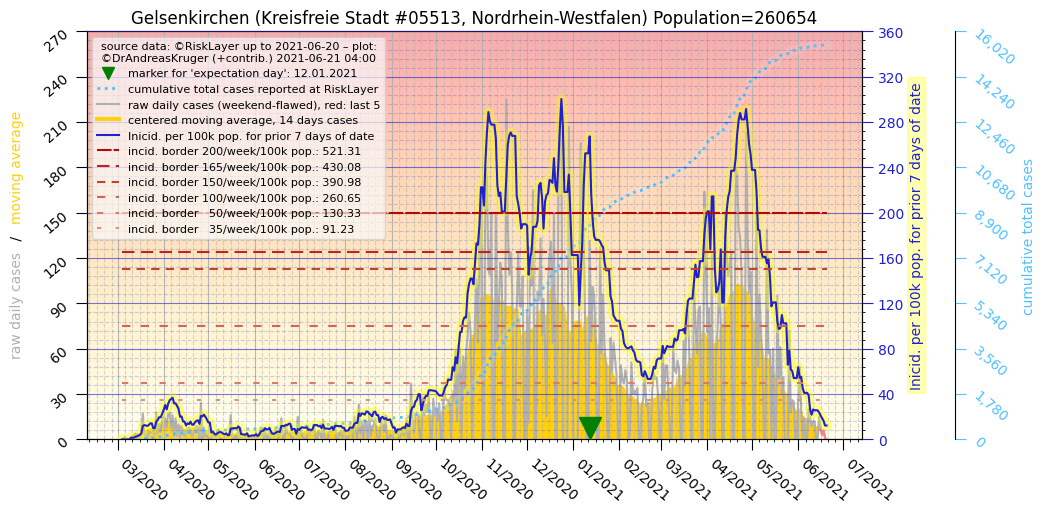 Gelsenkirchen (Kreisfreie Stadt #05513, Nordrhein-Westfalen) Population=260654
source data: ©RiskLayer up to 2021-06-20 – plot:
©DrAndreasKruger (+contrib.) 2021-06-21 04:00
marker for 'expectation day': 12.01.2021
cumulative total cases reported at RiskLayer
raw daily cases (weekend-flawed), red: last 5
centered moving average, 14 days cases
Inicid. per 100k pop. for prior 7 days of date
incid. border 200/week/100k pop.: 521.31
incid. border 165/week/100k pop.: 430.08
incid. border 150/week/100k pop.: 390.98
incid. border 100/week/100k pop.: 260.65
incid. border 50/week/100k pop.: 130.33
incid. border 35/week/100k pop.: 91.23
raw daily cases / moving average
270
240
210
180
150
120
90
60
30
0
03/2020
04/2020
05/2020
06/2020
07/2020
08/2020
09/2020
10/2020
11/2020
12/2020
01/2021
02/2021
03/2021
04/2021
05/2021
06/2021
07/2021
360
320
280
240
200
160
120
80
40
0
Inicid. per 100k pop. for prior 7 days of date
16,020
14,240
12,460
10,680
8,900
7,120
5,340
3,560
1,780
0
cumulative total cases